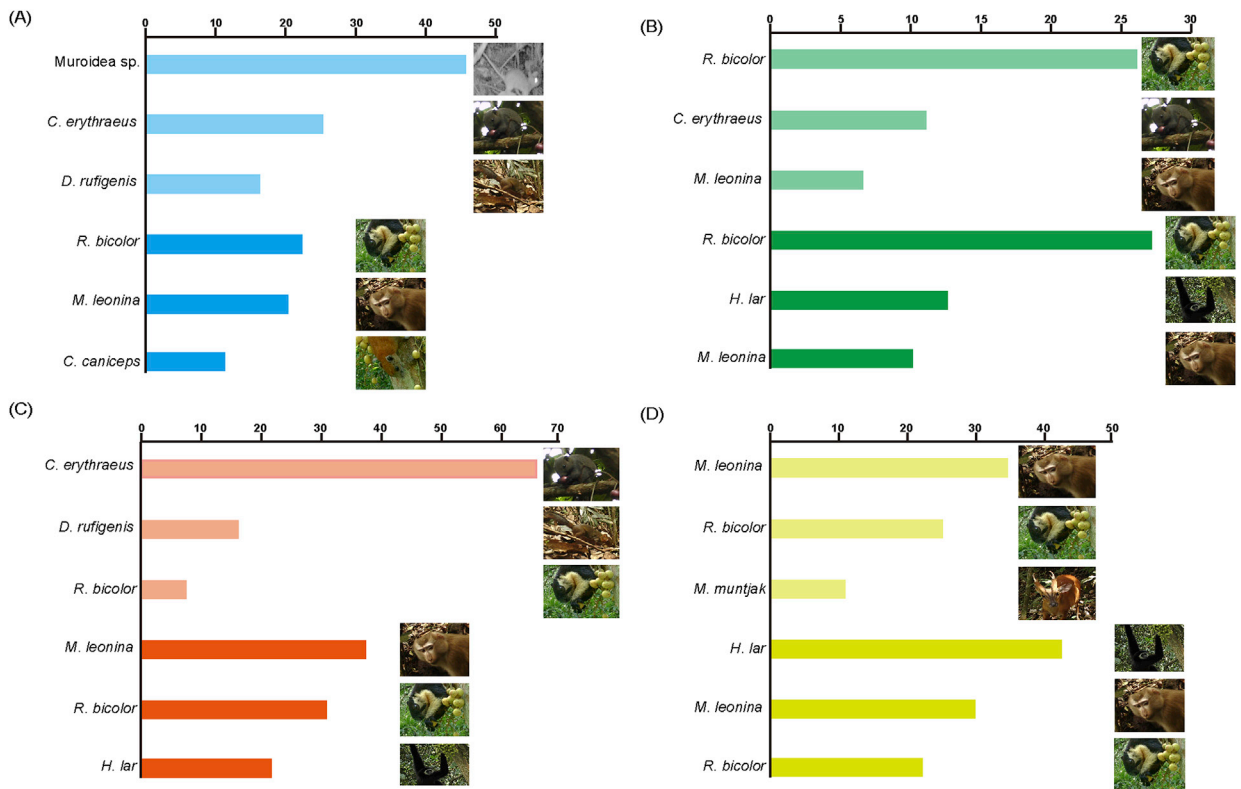 (A)
0 10 20 30 40 50
Muroidea sp.
C. erythraeus
D. rufigenis
R. bicolor
M. leonina
C. caniceps
(B)
0 5 10 15 20 25 30
R. bicolor
C. erythraeus
M. leonina
R. bicolor
H. lar
M. leonina
(C)
0 10 20 30 40 50 60 70
C. erythraeus
D. rufigenis
R. bicolor
M. leonina
R. bicolor
H. lar
(D)
0 10 20 30 40 50
M. leonina
R. bicolor
M. muntjak
H. lar
M. leonina
R. bicolor